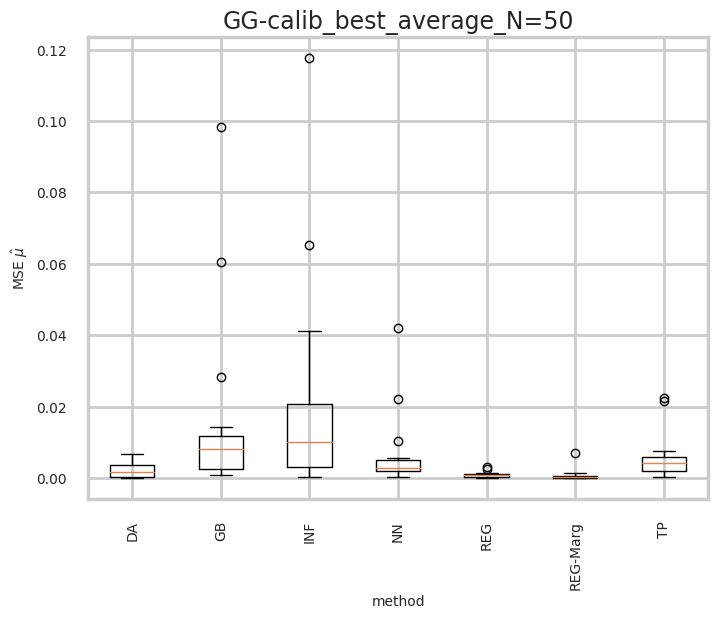 GG-calib_best_average_N=50
0.12
0.10
0.08
0.06
0.04
0.02
0.00
MSE $\hat{\mu}$
DA
GB
INF
NN
REG
REG-Marg
TP
method